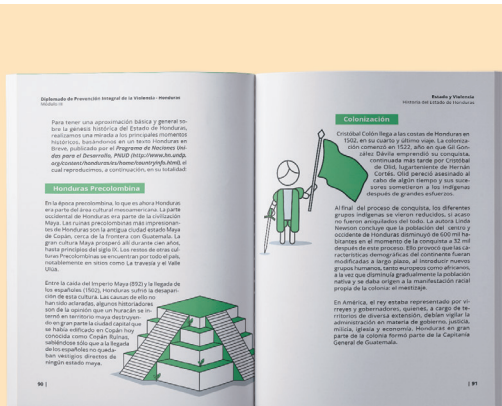 Diplomado de Prevención Integral de la Violencia - Honduras
Módulo III
Para tener una aproximación básica y general so-
bre la génesis histórica del Estado de Honduras,
realizamos una mirada a los principales momentos
históricos, basándonos en un texto Honduras en
Breve, publicado por el Programa de Naciones Uni-
das para el Desarrollo, PNUD (http://www.hn.undp.
org/content/honduras/es/home/countryinfo.html), el
cual reproducimos, a continuación, en su totalidad:
Honduras Precolombina
En la época precolombina, lo que es ahora Honduras
era parte del área cultural mesoamericana. La parte
occidental de Honduras era parte de la civilización
Maya. Las ruinas precolombinas más impresionan-
tes de Honduras son la antigua ciudad estado Maya
de Copán, cerca de la frontera con Guatemala. La
gran cultura Maya prosperó allí durante cien años,
hasta principios del siglo IX. Los restos de otras cul-
turas Precolombinas se encuentran por todo el país,
notablemente en sitios como La travesía y el Valle
Ulúa.
Entre la caída del Imperio Maya (892) y la llegada de
los españoles (1502), Honduras sufrió la desapari-
ción de esta cultura. Las causas de ello no
han sido aclaradas, algunos historiadores
son de la opinión que un huracán se in-
ternó en territorio maya destruyen-
do en gran parte la ciudad capital que
se había edificado en Copán hoy
conocida como Copán Ruinas,
sabiéndose sólo que a la llegada
de los españoles no queda-
ban vestigios directos de
ningún estado maya.
90 |
Estado y Violencia
Historia del Estado de Honduras
Colonización
Cristóbal Colón llega a las costas de Honduras en
1502, en su cuarto y último viaje. La coloniza-
ción comenzó en 1522, año en que Gil Gon-
záles Dávila emprendió su conquista,
continuada más tarde por Cristóbal
de Olid, lugarteniente de Hernán
Cortés. Olid pereció asesinado al
cabo de algún tiempo y sus suce-
sores sometieron a los indígenas
después de grandes esfuerzos.
Al final del proceso de conquista, los diferentes
grupos indígenas se vieron reducidos, si acaso
no fueron aniquilados del todo. La autora Linda
Newson concluye que la población del centro y
occidente de Honduras disminuyó de 600 mil ha-
bitantes en el momento de la conquista a 32 mil
después de este proceso. Ello provocó que las ca-
racterísticas demográficas del continente fueran
modificadas a largo plazo, al introducir nuevos
grupos humanos, tanto europeos como africanos,
a la vez que disminuía gradualmente la población
nativa y se daba origen a la manifestación racial
propia de la colonia: el mestizaje.
En América, el rey estaba representado por vi-
rreyes y gobernadores, quienes, a cargo de te-
rritorios de diversa extensión, debían vigilar la
administración en materia de gobierno, justicia,
milicia, iglesia y economía. Honduras en gran
parte de la colonia formó parte de la Capitanía
General de Guatemala.
| 91